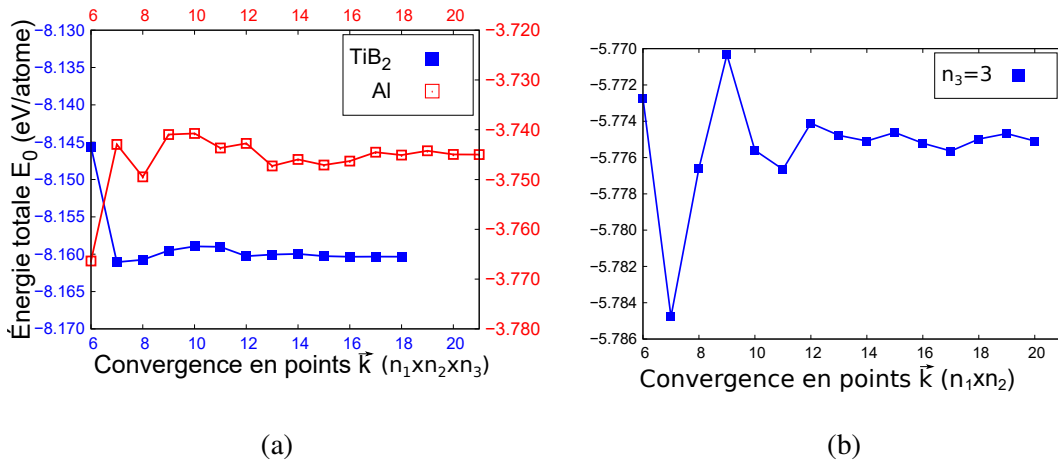 6 8 10 12 14 16 18 20
−8.130
−8.135
−8.140
−8.145
−8.150
−8.155
−8.160
−8.165
−8.170
Énergie totale E₀ (eV/atome)
TiB₂
Al
−3.720
−3.730
−3.740
−3.750
−3.760
−3.770
−3.780
6 8 10 12 14 16 18 20
Convergence en points k⃗ (n₁xn₂xn₃)
(a)
−5.770
−5.772
−5.774
−5.776
−5.778
−5.780
−5.782
−5.784
−5.786
n₃=3
6 8 10 12 14 16 18 20
Convergence en points k⃗ (n₁xn₂)
(b)